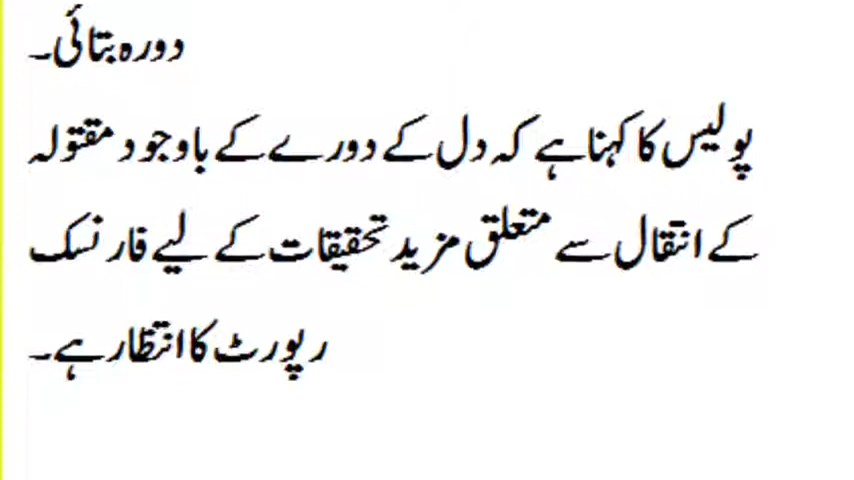 دورہ بتائی۔
پولیس کا کہنا ہے کہ دل کے دورے کے باوجود مقتولہ
کے انتقال سے متعلق مزید تحقیقات کے لیے فارنسک
رپورٹ کا انتظار ہے۔